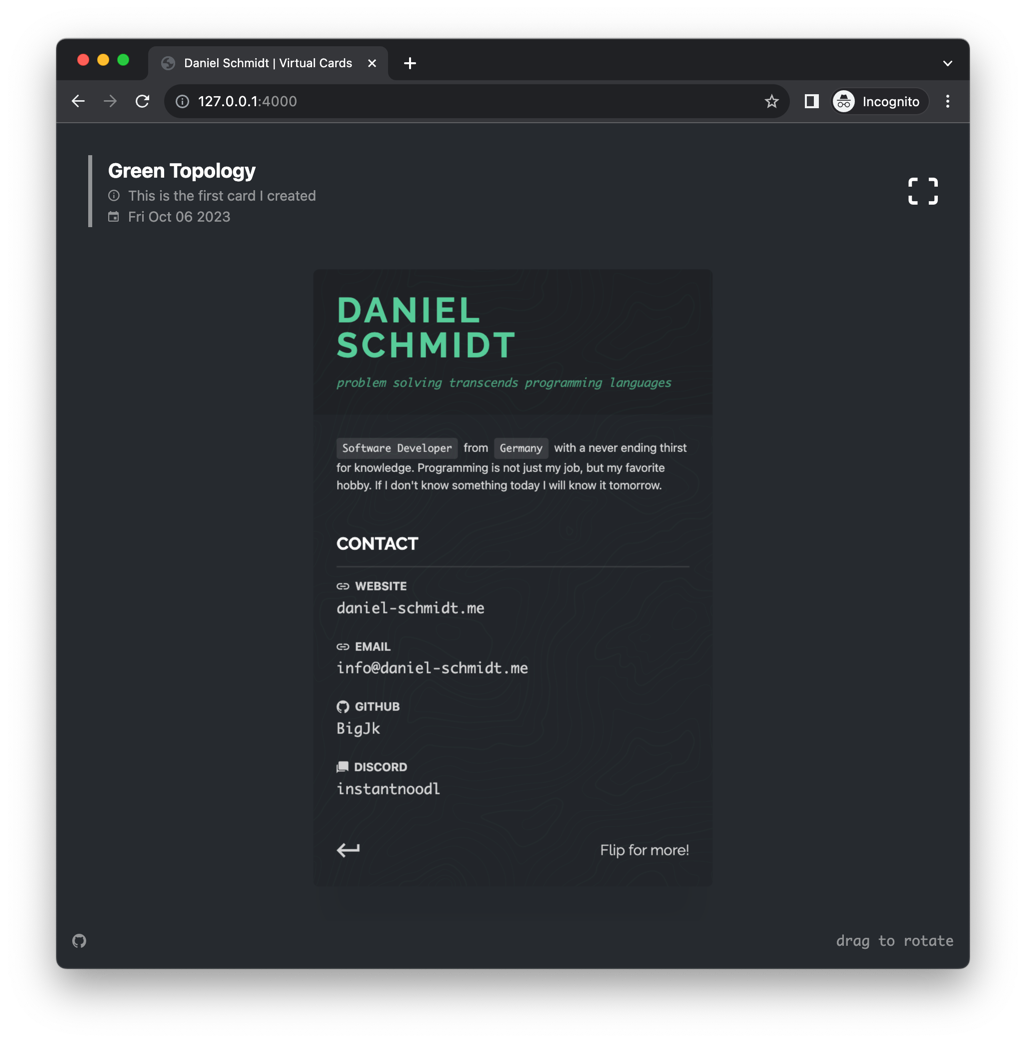 Daniel Schmidt | Virtual Cards
127.0.0.1:4000
Incognito
Green Topology
This is the first card I created
Fri Oct 06 2023
DANIEL
SCHMIDT
problem solving transcends programming languages
Software Developer from Germany with a never ending thirst
for knowledge. Programming is not just my job, but my favorite
hobby. If I don't know something today I will know it tomorrow.
CONTACT
WEBSITE
daniel-schmidt.me
EMAIL
info@daniel-schmidt.me
GITHUB
BigJk
DISCORD
instantnoodl
Flip for more!
drag to rotate